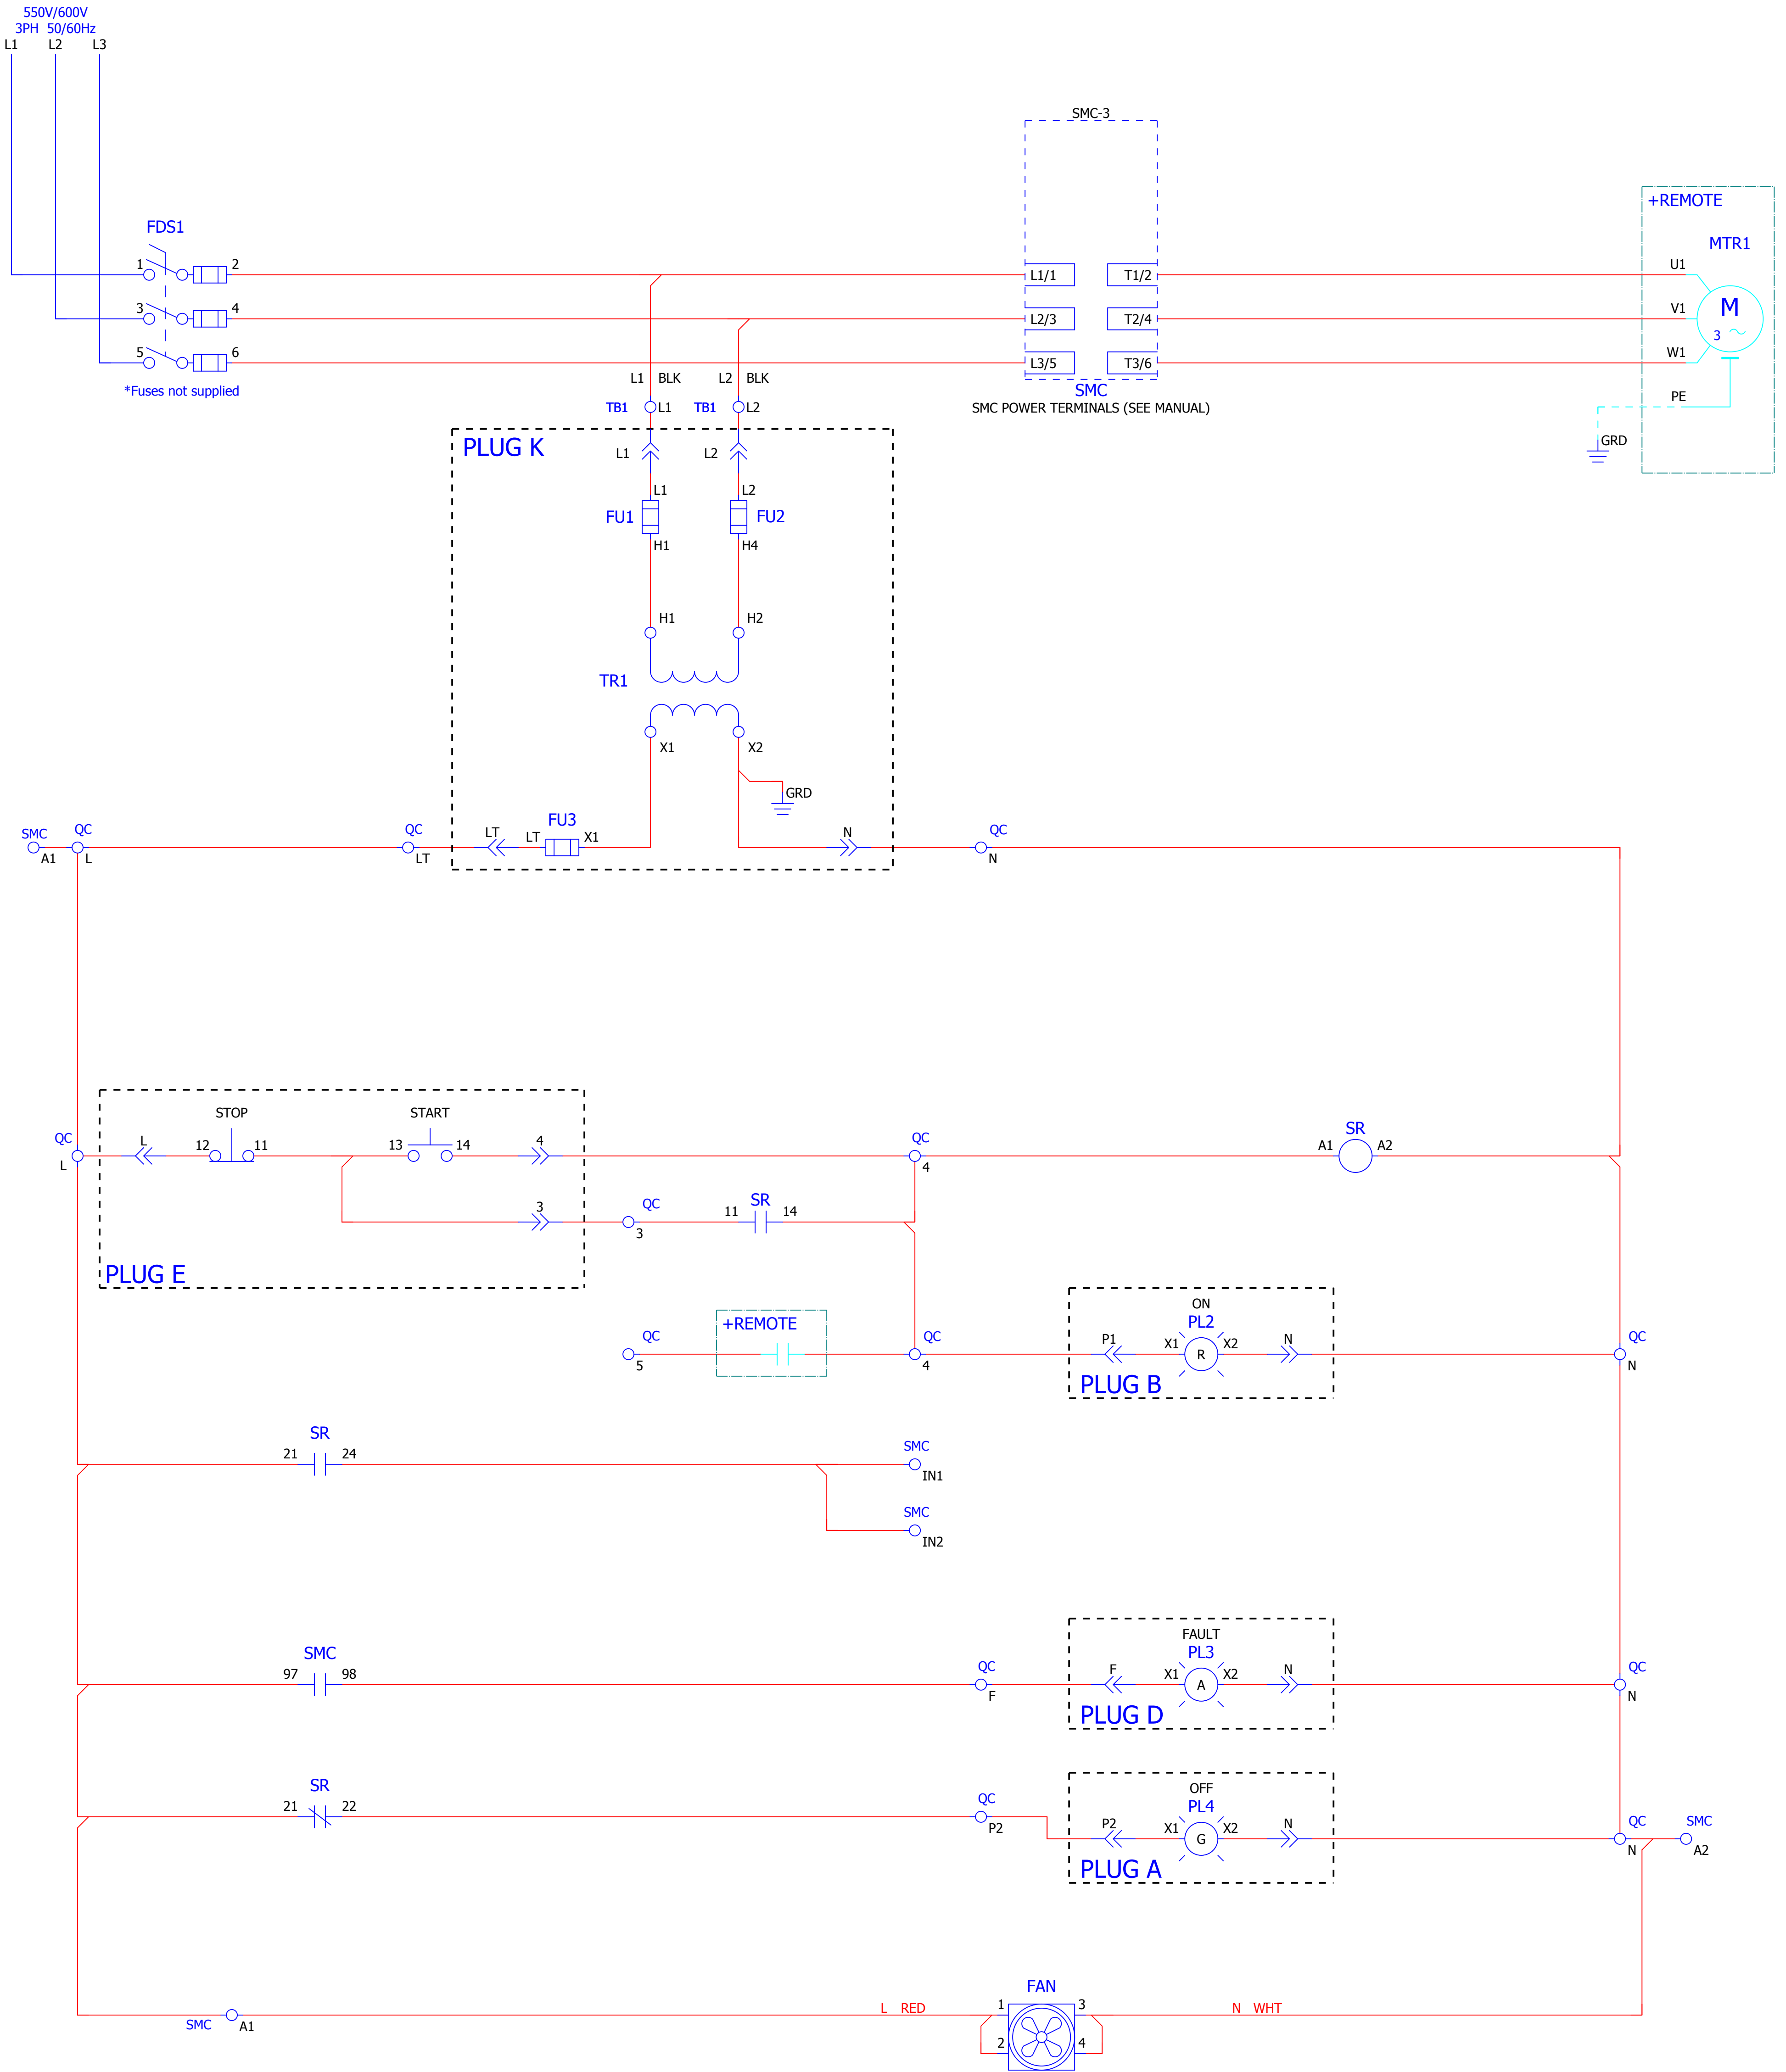 550V/600V
3PH 50/60Hz
L1 L2 L3
SMC-3
+REMOTE
MTR1
FDS1
1 2
L1/1 T1/2
U1
3 4
L2/3 T2/4
V1
M
3
5 6
L3/5 T3/6
W1
*Fuses not supplied
L1 BLK L2 BLK
SMC
PE
TB1 L1 TB1 L2
SMC POWER TERMINALS (SEE MANUAL)
GRD
PLUG K
L1 L2
L1 L2
FU1 FU2
H1 H4
H1 H2
TR1
X1 X2
GRD
FU3
SMC QC QC LT LT X1 N QC
A1 L LT N
STOP START
QC L 12 11 13 14 4 QC SR
A1 A2
L 4
3 QC 11 SR 14
3
PLUG E
ON
+REMOTE
PL2
QC QC P1 X1 X2 N QC
R
5 4 N
PLUG B
SR
21 24 SMC
IN1
SMC
IN2
FAULT
SMC PL3
97 98 QC F X1 X2 N QC
A
F N
PLUG D
OFF
SR PL4
21 22 QC P2 X1 X2 N QC SMC
P2 G N A2
PLUG A
FAN
L RED 1 3 N WHT
SMC A1
2 4